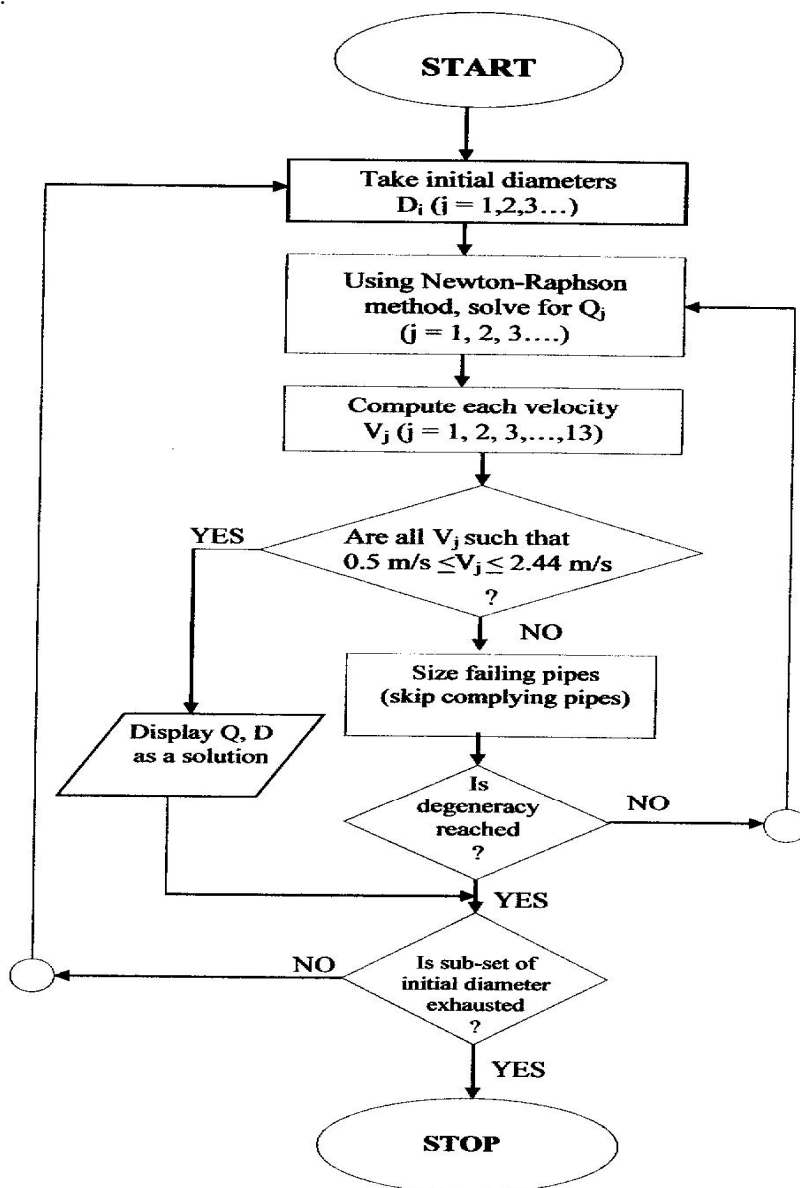 START
Take initial diameters
Di (j = 1,2,3...)
Using Newton-Raphson
method, solve for Qj
(j = 1, 2, 3....)
Compute each velocity
Vj (j = 1, 2, 3,...,13)
YES
Are all Vj such that
0.5 m/s ≤Vj ≤ 2.44 m/s
?
NO
Size failing pipes
(skip complying pipes)
Display Q, D
as a solution
Is
degeneracy
reached
?
NO
YES
NO
Is sub-set of
initial diameter
exhausted
?
YES
STOP